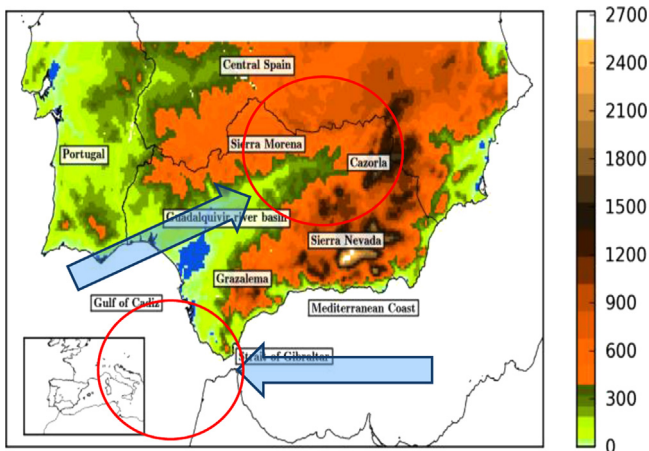 Central Spain
Sierra Morena
Portugal
Cazorla
Guadalquivir river basin
Sierra Nevada
Grazalema
Gulf of Cadiz
Mediterranean Coast
Strait of Gibraltar
2700
2400
2100
1800
1500
1200
900
600
300
0